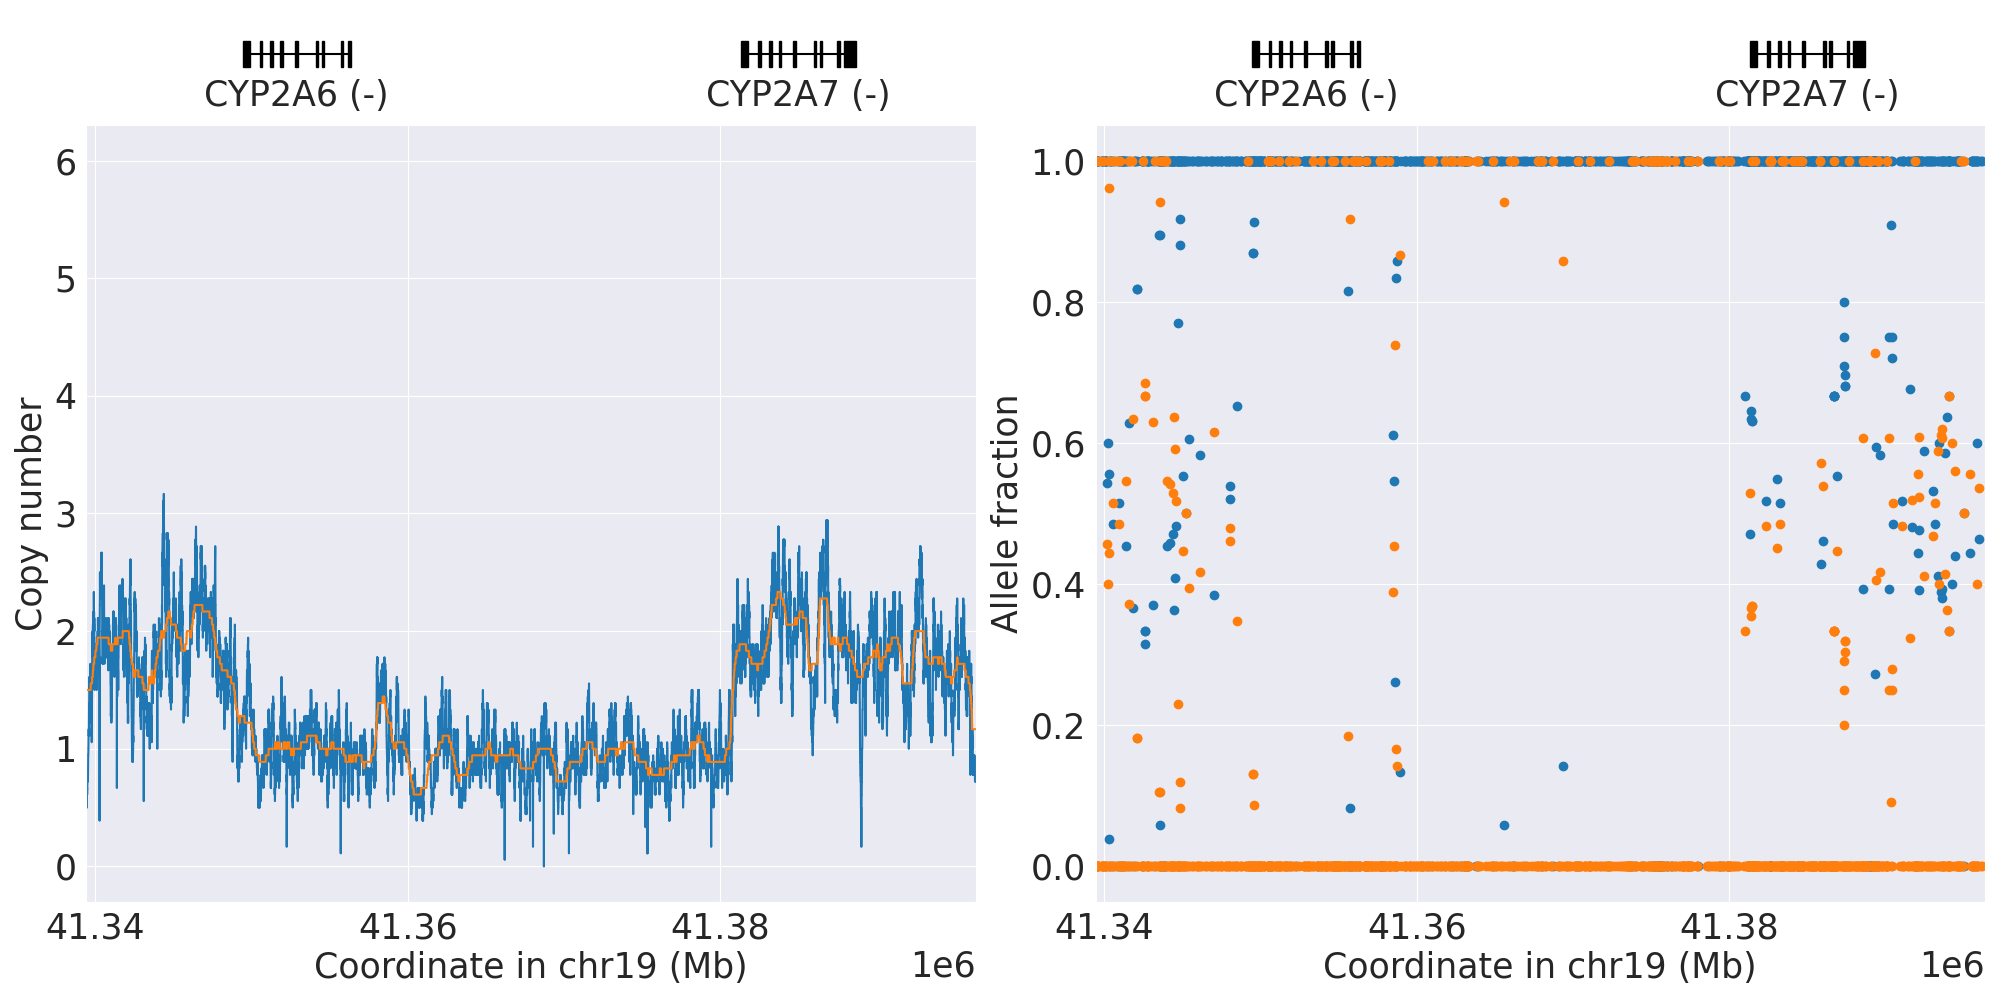 CYP2A6 (-)
CYP2A7 (-)
Copy number
6
5
4
3
2
1
0
41.34
41.36
41.38
Coordinate in chr19 (Mb)
1e6
CYP2A6 (-)
CYP2A7 (-)
Allele fraction
1.0
0.8
0.6
0.4
0.2
0.0
41.34
41.36
41.38
Coordinate in chr19 (Mb)
1e6